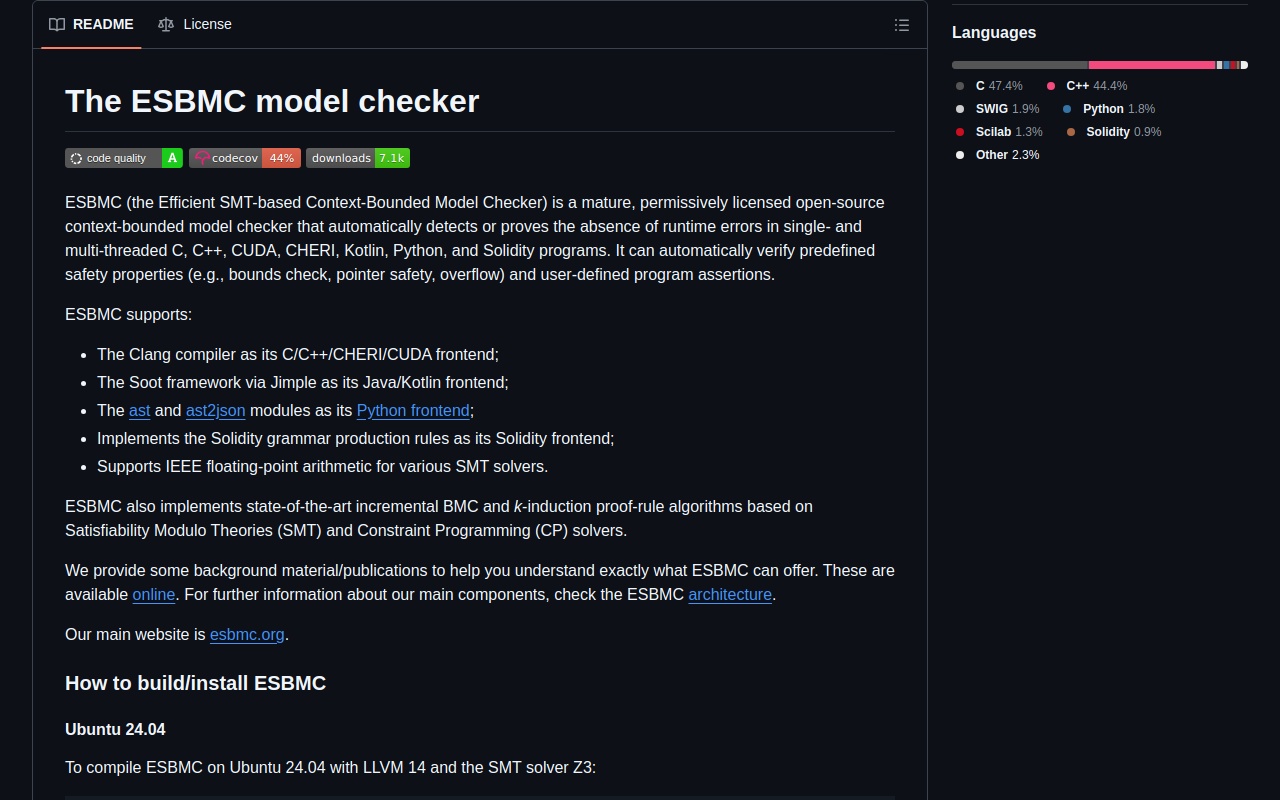 README
License
The ESBMC model checker
code quality A
codecov 44%
downloads 7.1k
ESBMC (the Efficient SMT-based Context-Bounded Model Checker) is a mature, permissively licensed open-source
context-bounded model checker that automatically detects or proves the absence of runtime errors in single- and
multi-threaded C, C++, CUDA, CHERI, Kotlin, Python, and Solidity programs. It can automatically verify predefined
safety properties (e.g., bounds check, pointer safety, overflow) and user-defined program assertions.
ESBMC supports:
• The Clang compiler as its C/C++/CHERI/CUDA frontend;
• The Soot framework via Jimple as its Java/Kotlin frontend;
• The ast and ast2json modules as its Python frontend;
• Implements the Solidity grammar production rules as its Solidity frontend;
• Supports IEEE floating-point arithmetic for various SMT solvers.
ESBMC also implements state-of-the-art incremental BMC and k-induction proof-rule algorithms based on
Satisfiability Modulo Theories (SMT) and Constraint Programming (CP) solvers.
We provide some background material/publications to help you understand exactly what ESBMC can offer. These are
available online. For further information about our main components, check the ESBMC architecture.
Our main website is esbmc.org.
How to build/install ESBMC
Ubuntu 24.04
To compile ESBMC on Ubuntu 24.04 with LLVM 14 and the SMT solver Z3:
Languages
C 47.4%
C++ 44.4%
SWIG 1.9%
Python 1.8%
Scilab 1.3%
Solidity 0.9%
Other 2.3%